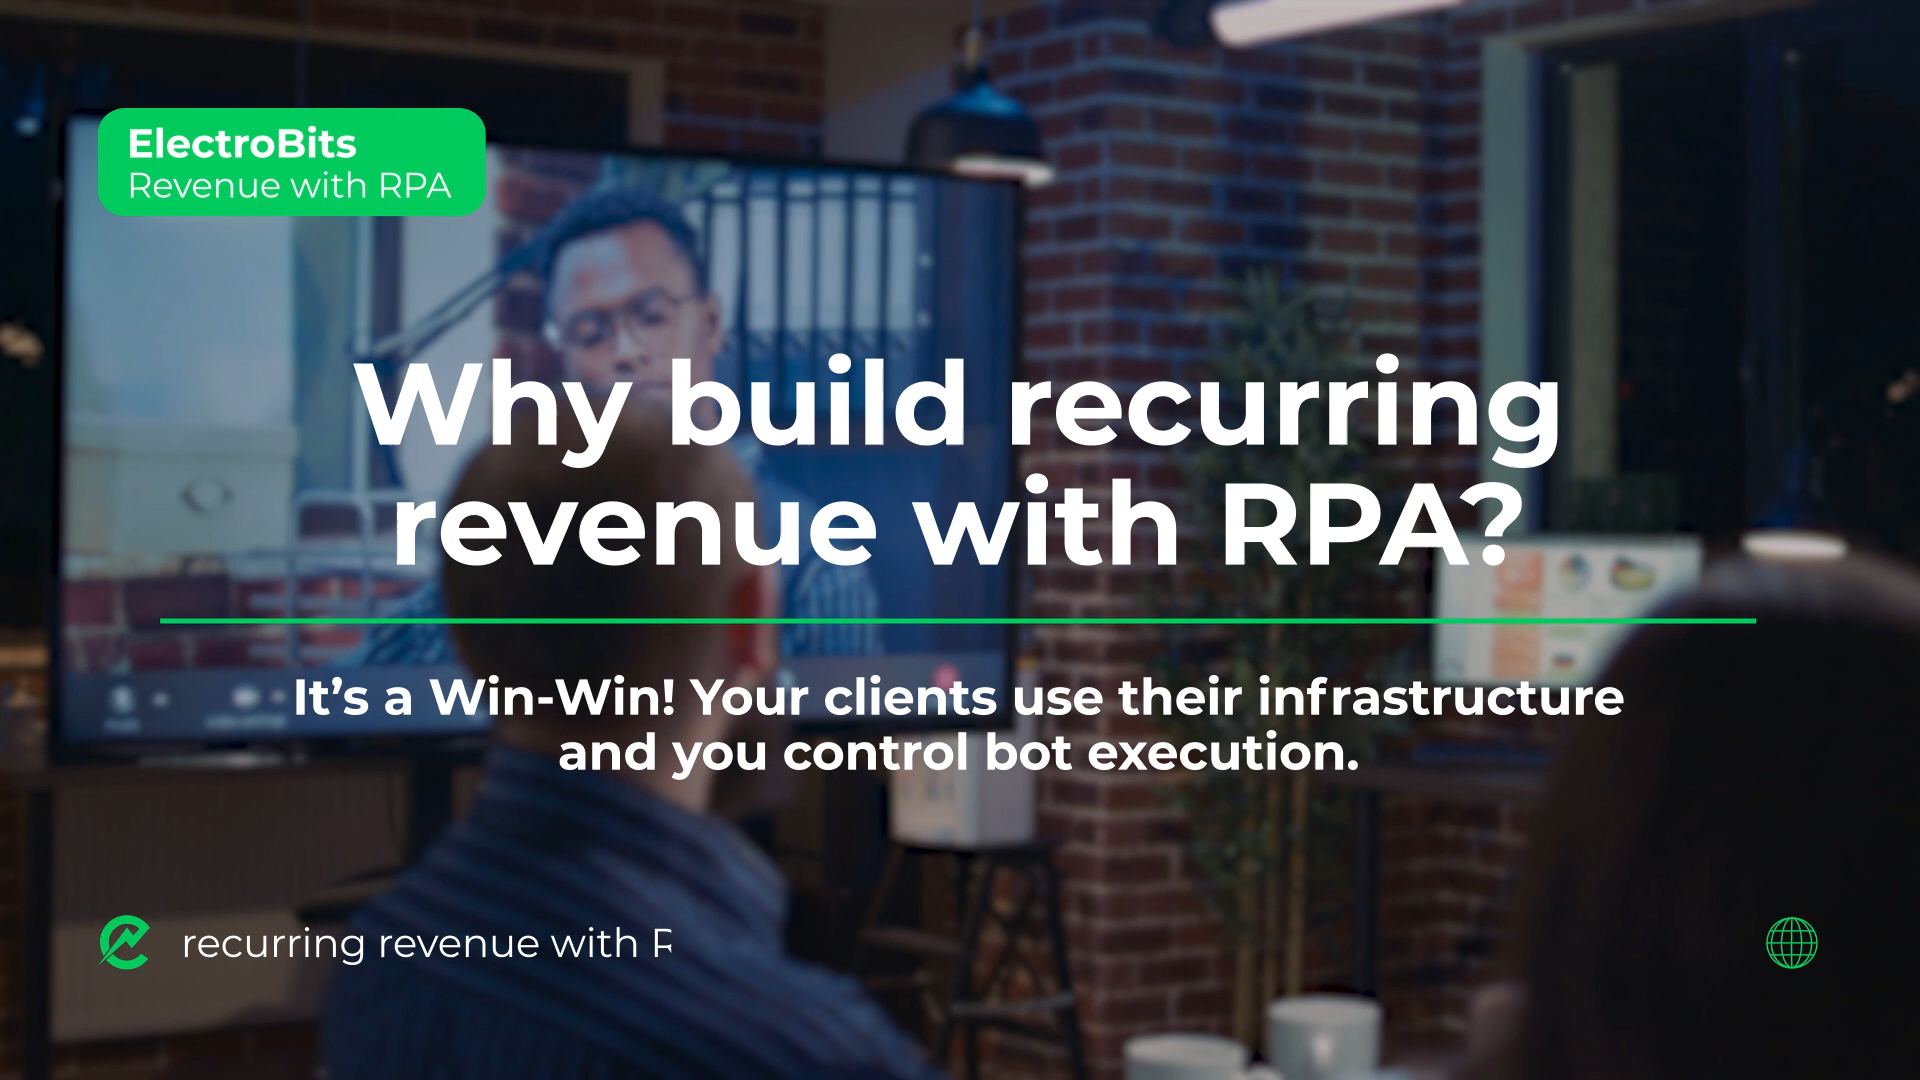 ElectroBits
Revenue with RPA
Why build recurring
revenue with RPA?
It’s a Win-Win! Your clients use their infrastructure
and you control bot execution.
recurring revenue with R